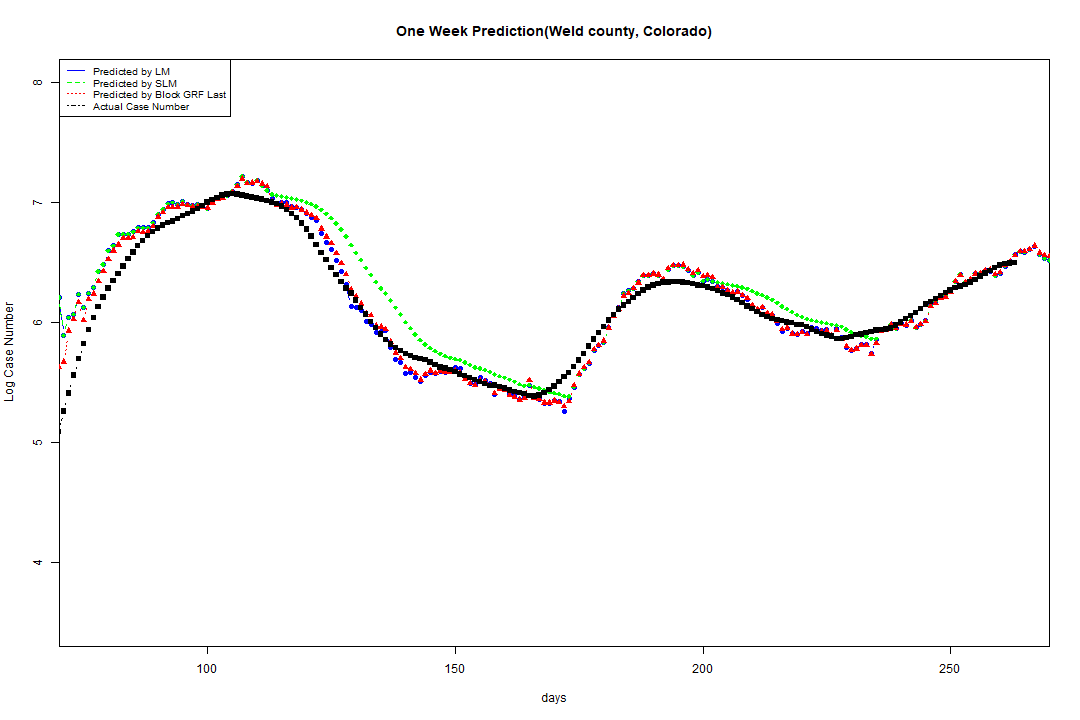 One Week Prediction(Weld county, Colorado)
Predicted by LM
Predicted by SLM
Predicted by Block GRF Last
Actual Case Number
8
7
6
5
4
Log Case Number
100 150 200 250
days